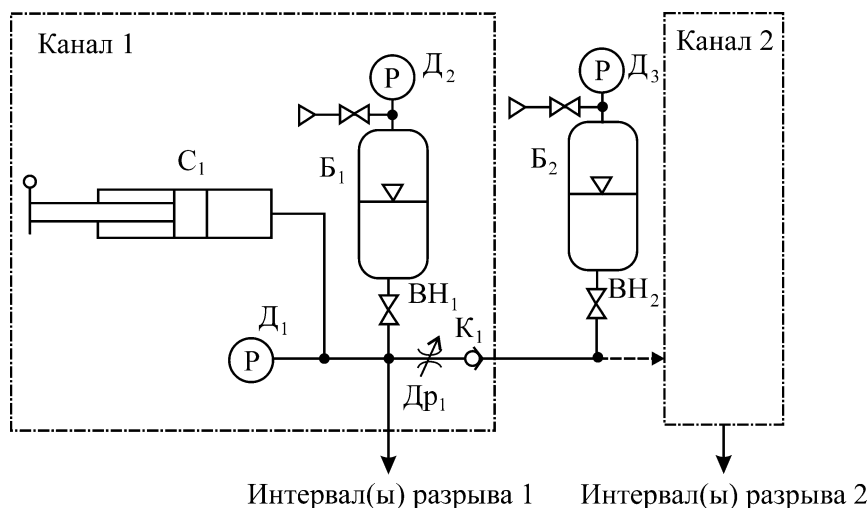 Канал 1
Канал 2
P
Д2
P
Д3
С1
Б1
Б2
ВН1
ВН2
Д1
К1
P
Др1
Интервал(ы) разрыва 1
Интервал(ы) разрыва 2